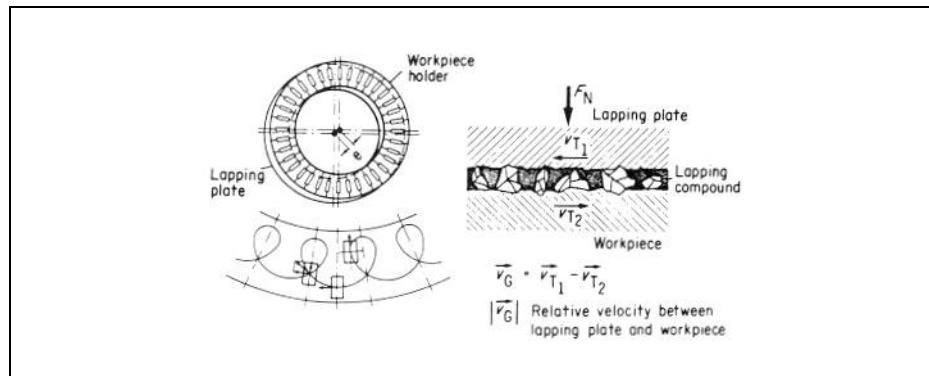 Workpiece
holder
Lapping
plate
e
F_N
Lapping plate
v_T1
Lapping
compound
v_T2
Workpiece
v_G = v_T1 - v_T2
|v_G| Relative velocity between
lapping plate and workpiece